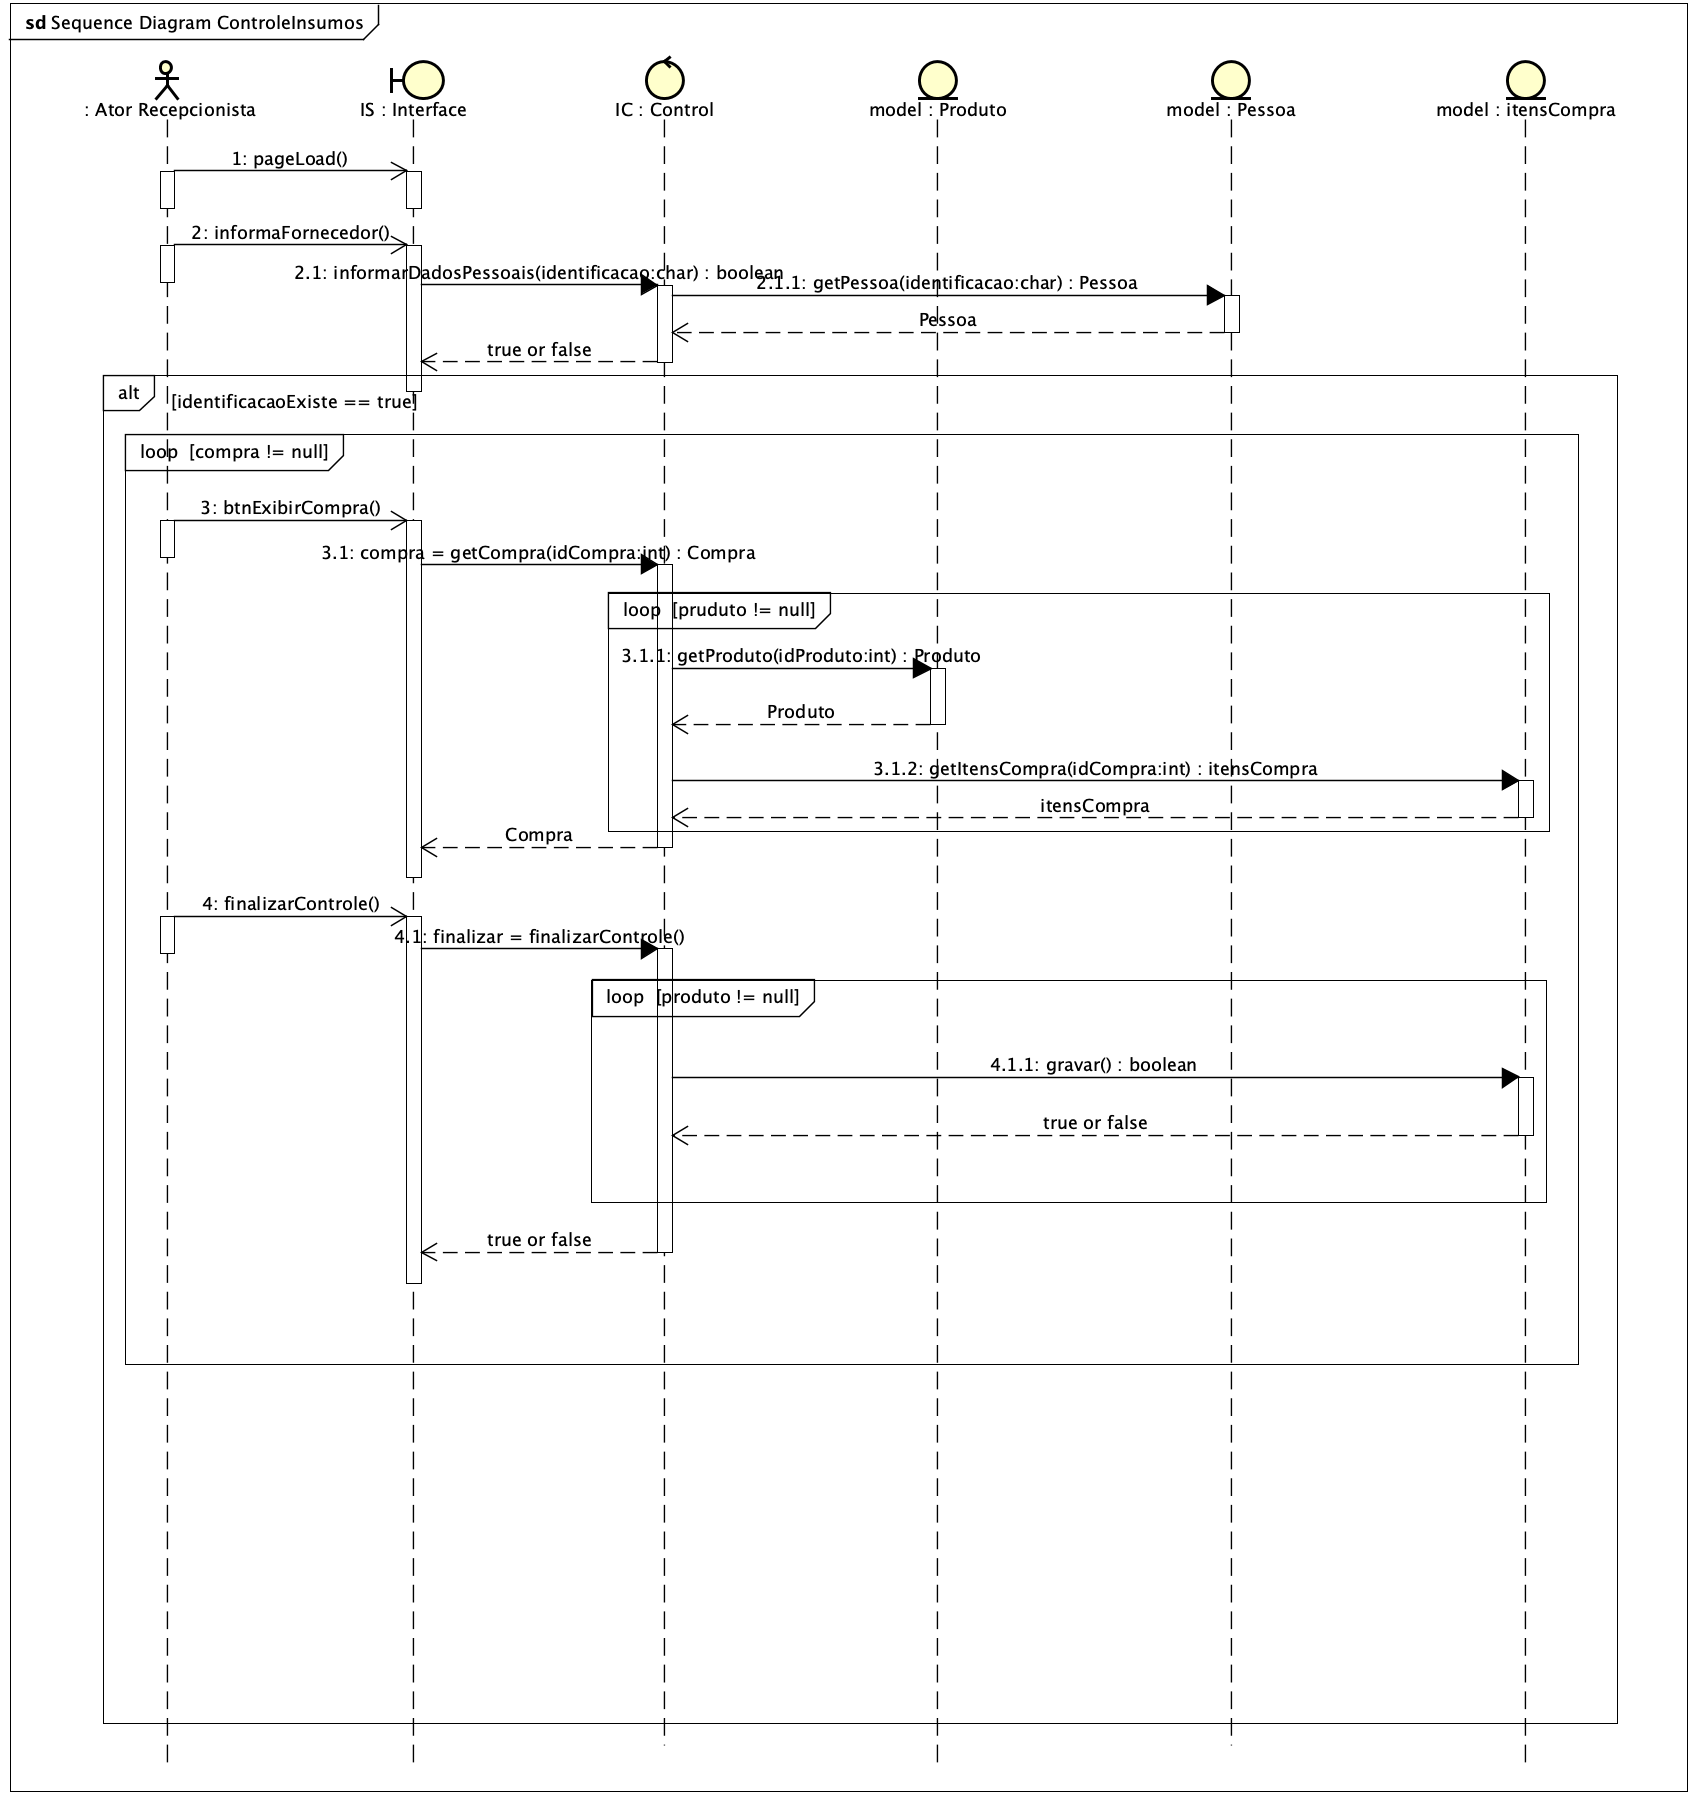 sd Sequence Diagram ControleInsumos
: Ator Recepcionista
IS : Interface
IC : Control
model : Produto
model : Pessoa
model : itensCompra
1: pageLoad()
2: informaFornecedor()
2.1: informarDadosPessoais(identificacao:char) : boolean
2.1.1: getPessoa(identificacao:char) : Pessoa
Pessoa
true or false
alt
[identificacaoExiste == true]
loop [compra != null]
3: btnExibirCompra()
3.1: compra = getCompra(idCompra:int) : Compra
loop [pruduto != null]
3.1.1: getProduto(idProduto:int) : Produto
Produto
3.1.2: getItensCompra(idCompra:int) : itensCompra
itensCompra
Compra
4: finalizarControle()
4.1: finalizar = finalizarControle()
loop [produto != null]
4.1.1: gravar() : boolean
true or false
true or false